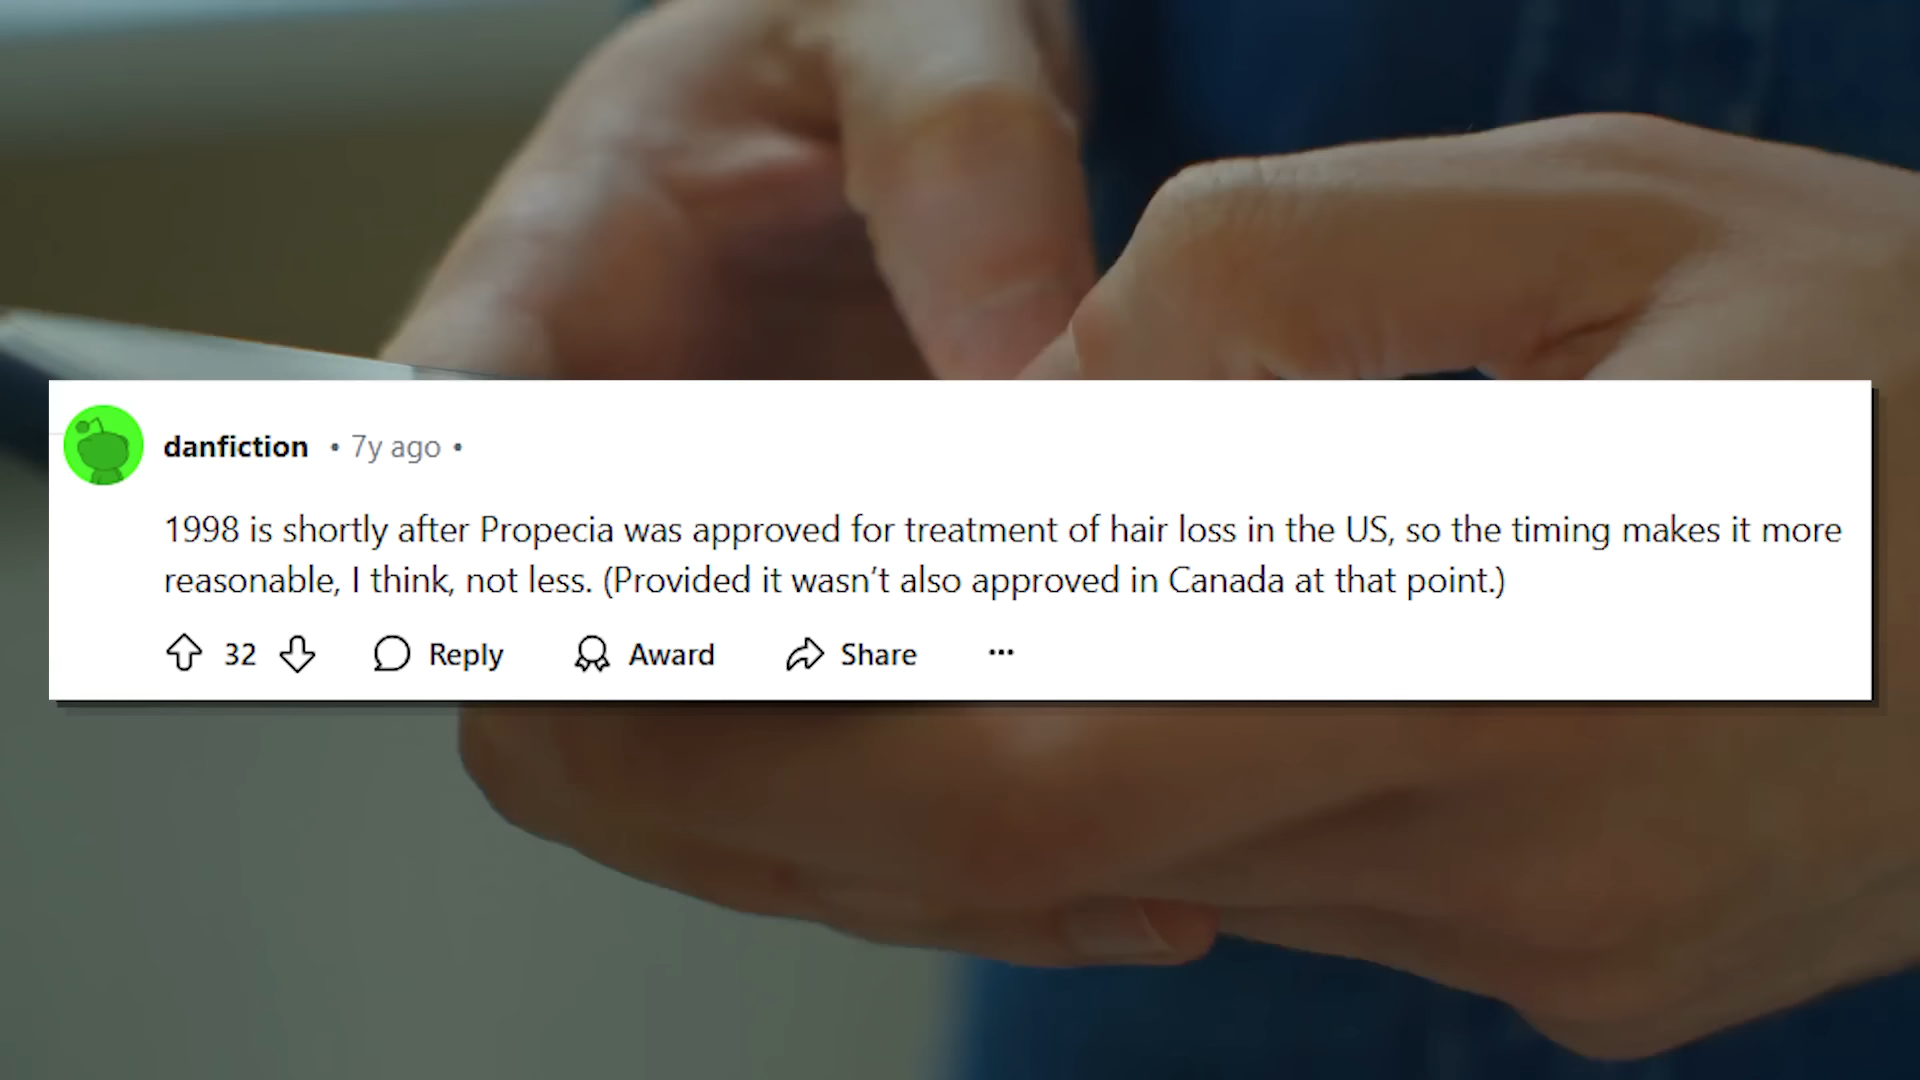 danfiction • 7y ago •
1998 is shortly after Propecia was approved for treatment of hair loss in the US, so the timing makes it more
reasonable, I think, not less. (Provided it wasn’t also approved in Canada at that point.)
32 Reply Award Share ···